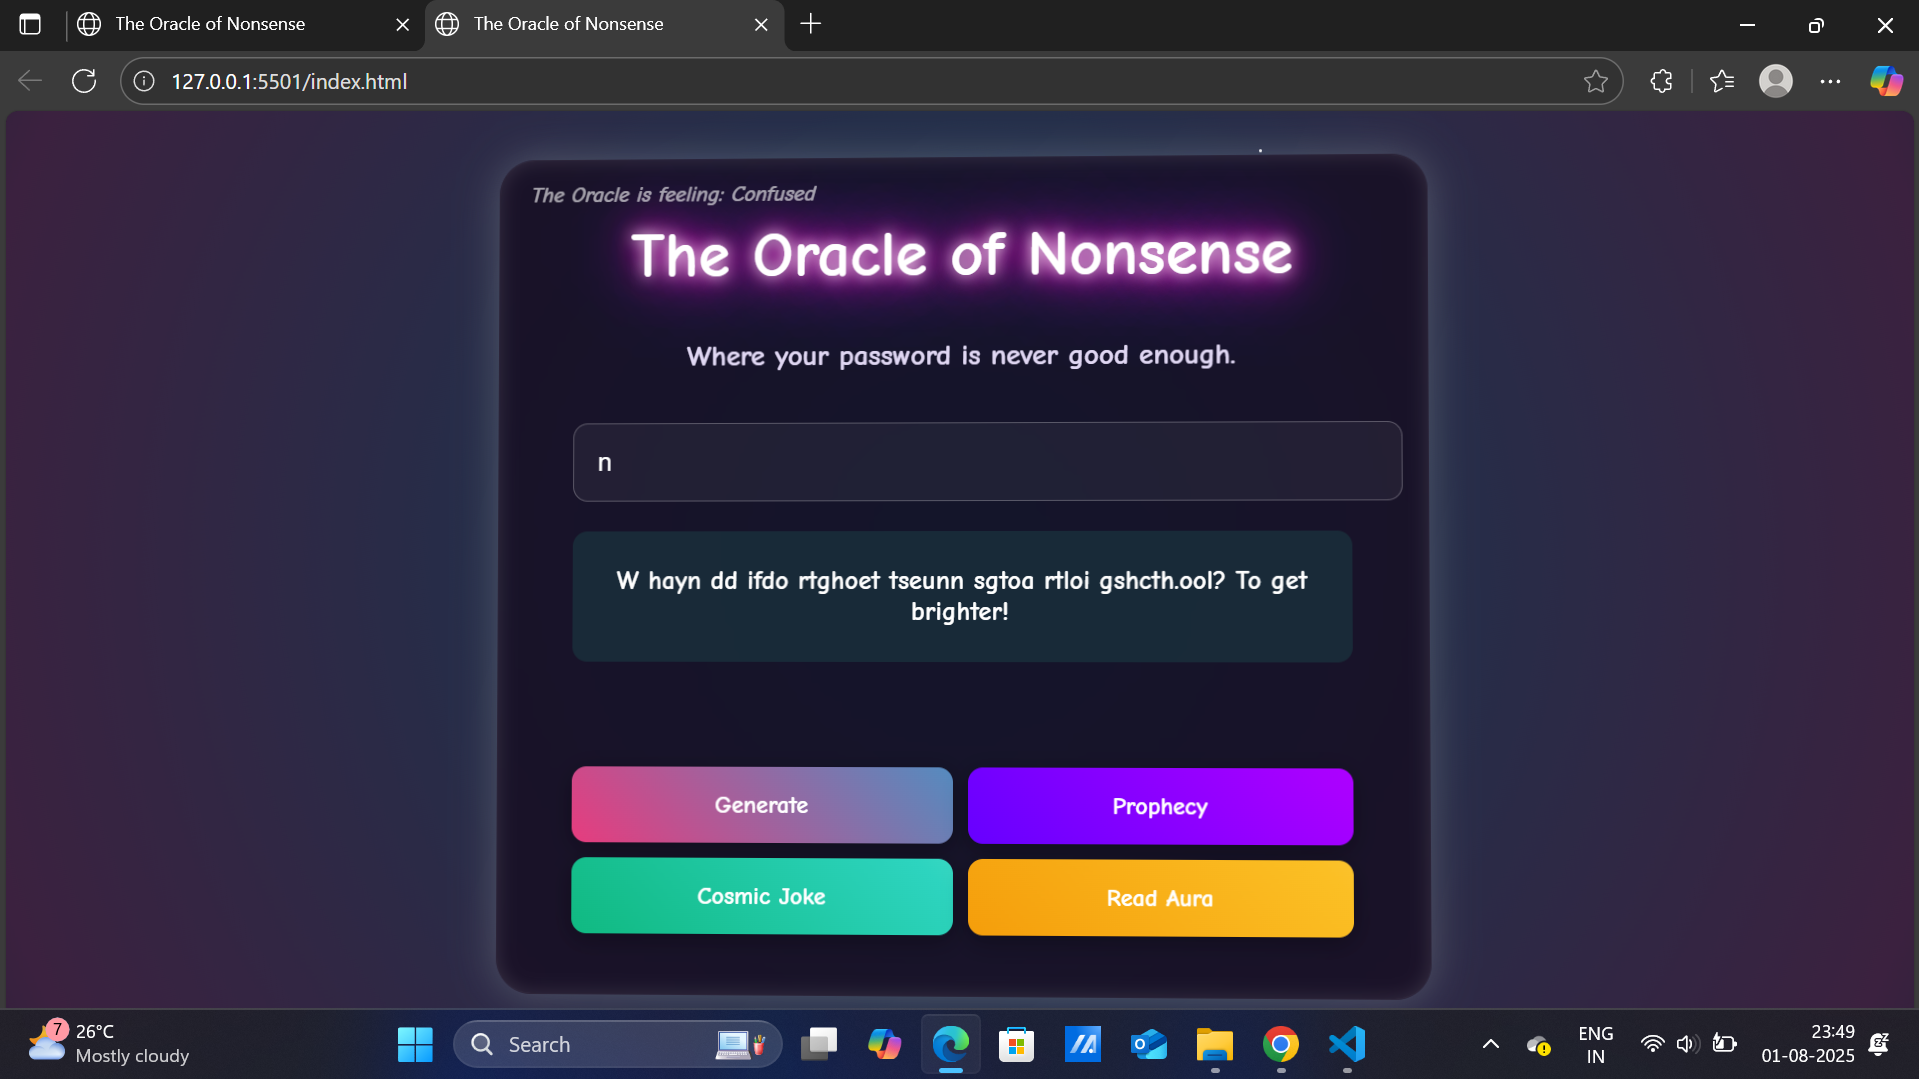 The Oracle of Nonsense
The Oracle of Nonsense
127.0.0.1:5501/index.html
The Oracle is feeling: Confused
The Oracle of Nonsense
Where your password is never good enough.
n
W hayn dd ifdo rtghoet tseunn sgtoa rtloi gshcth.ool? To get
brighter!
Generate
Prophecy
Cosmic Joke
Read Aura
7
26°C
Mostly cloudy
Search
ENG
IN
23:49
01-08-2025